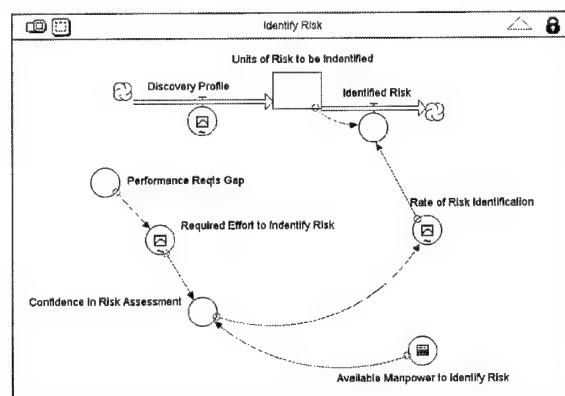 Identify Risk
Units of Risk to be Indentified
Discovery Profile
Identified Risk
Performance Reqts Gap
Required Effort to Indentify Risk
Rate of Risk Identification
Confidence in Risk Assessment
Available Manpower to Identify Risk